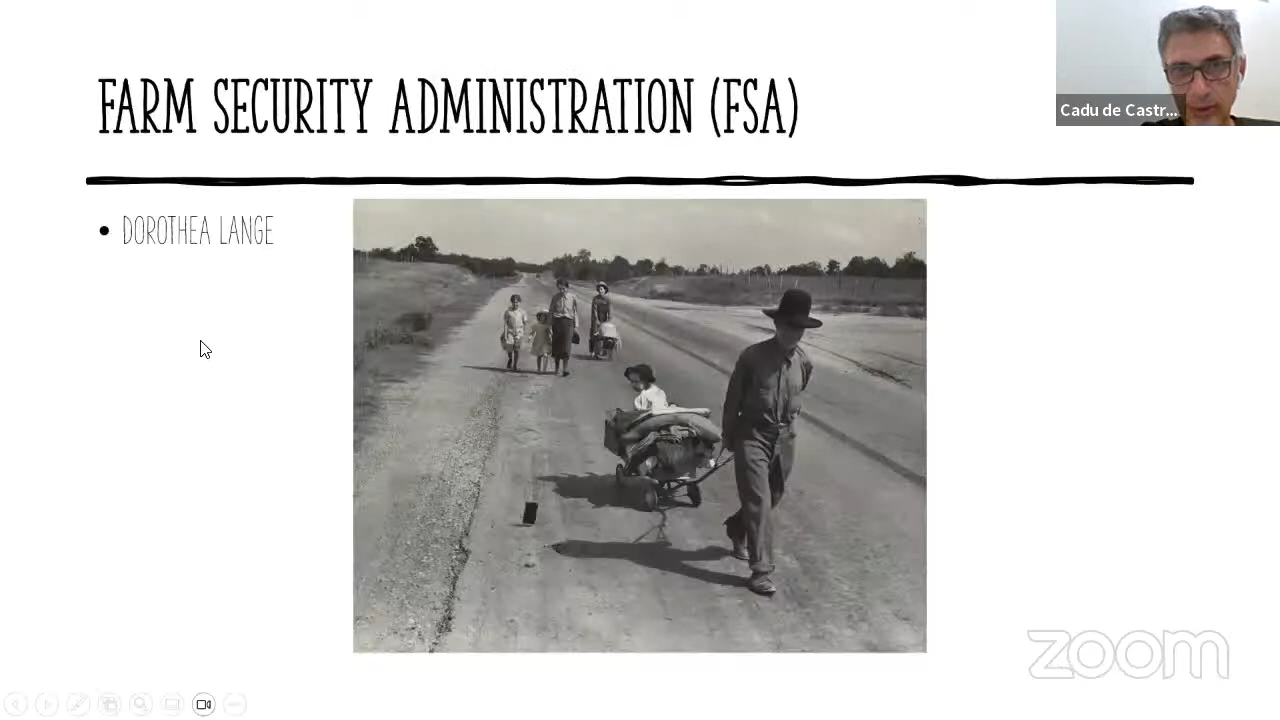 FARM SECURITY ADMINISTRATION (FSA)
Cadu de Castr...
• DOROTHEA LANGE
zoom